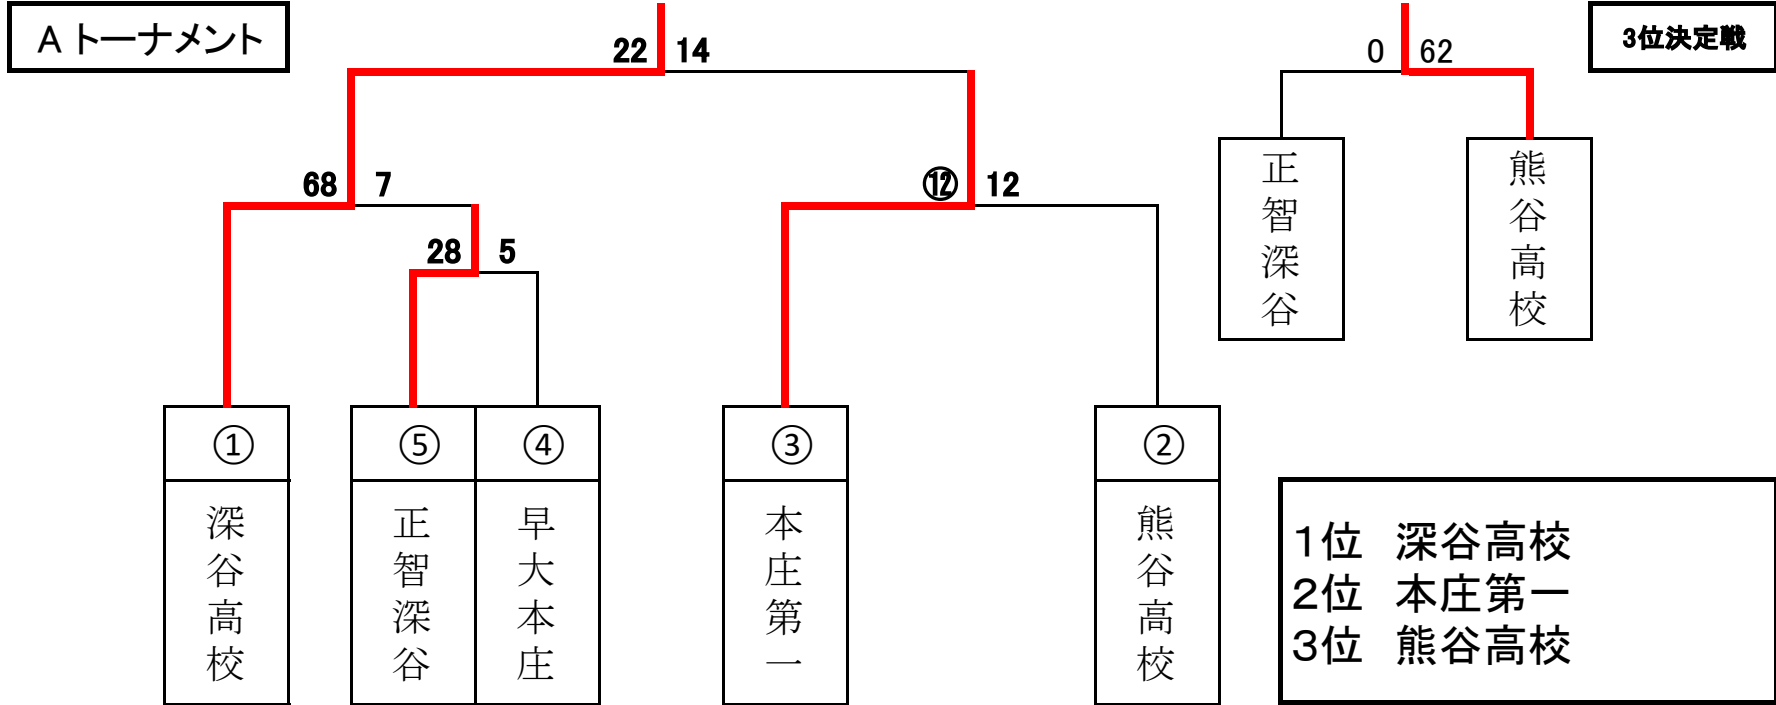 A トーナメント
22 14
0 62
3位決定戦
68 7
⑫ 12
28 5
正智深谷
熊谷高校
① ⑤ ④ ③ ②
深谷高校
正智深谷
早大本庄
本庄第一
熊谷高校
1位 深谷高校
2位 本庄第一
3位 熊谷高校